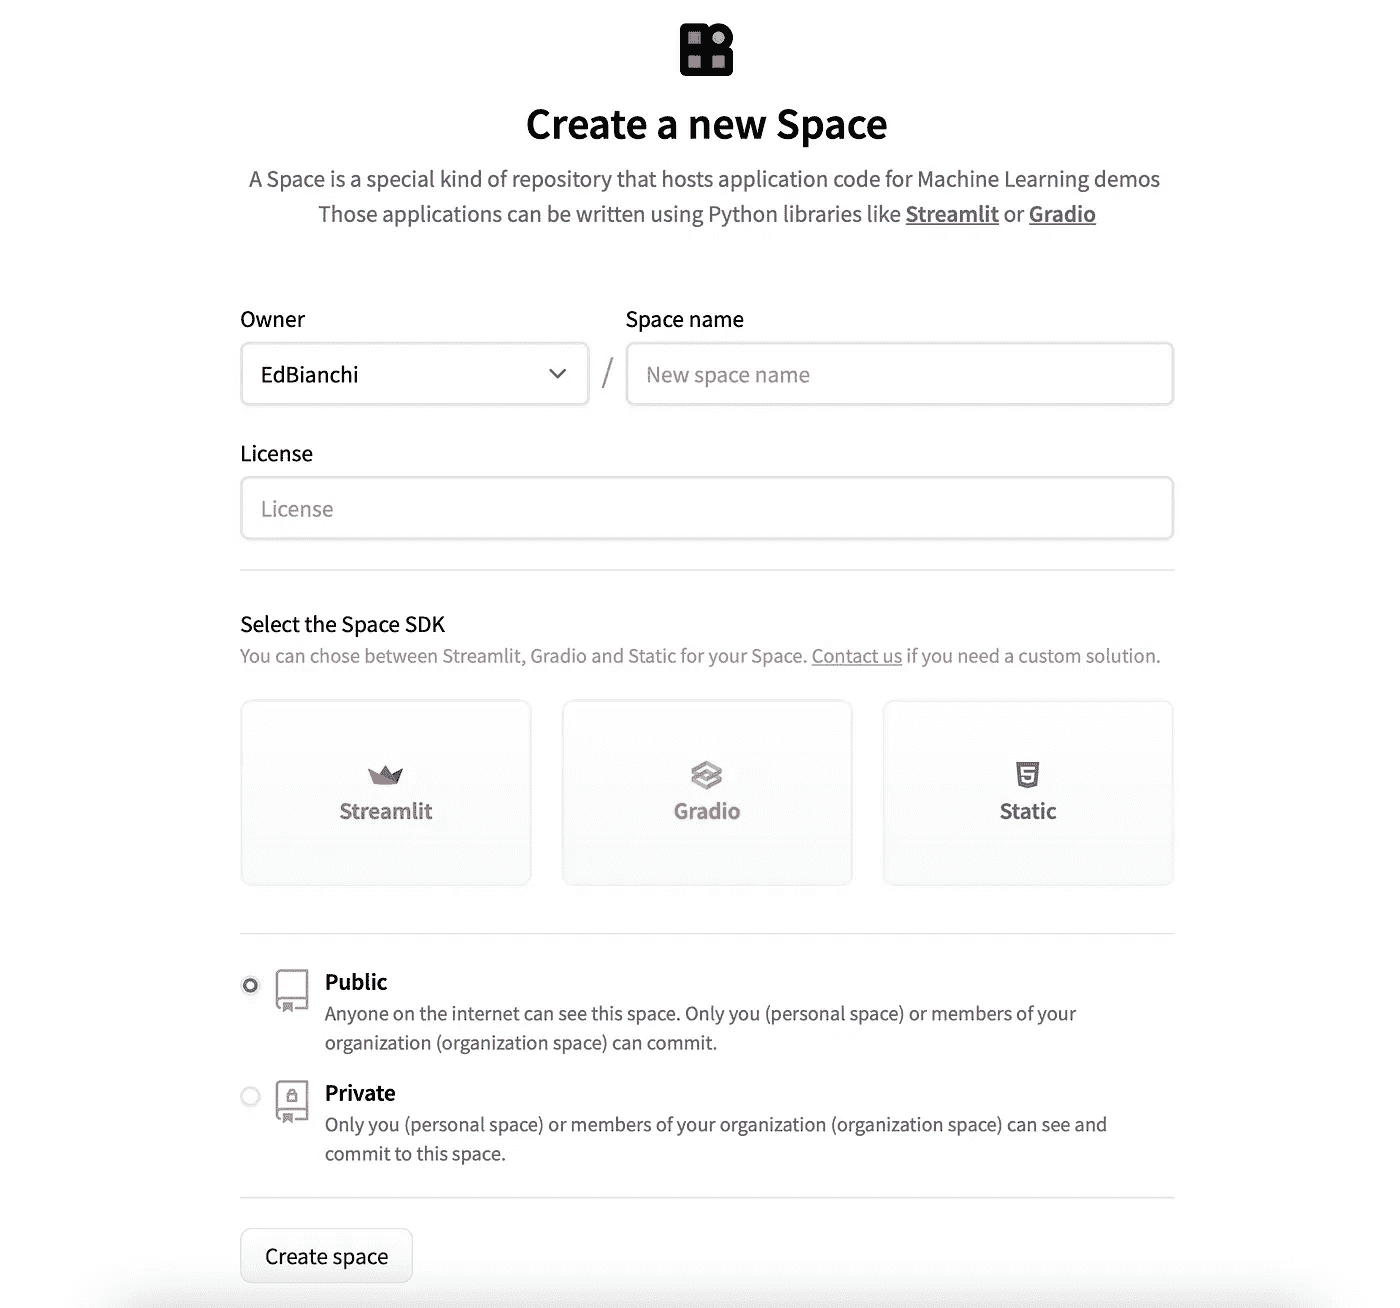 Create a new Space
A Space is a special kind of repository that hosts application code for Machine Learning demos
Those applications can be written using Python libraries like Streamlit or Gradio
Owner
Space name
EdBianchi
/
New space name
License
License
Select the Space SDK
You can chose between Streamlit, Gradio and Static for your Space. Contact us if you need a custom solution.
Streamlit
Gradio
Static
Public
Anyone on the internet can see this space. Only you (personal space) or members of your
organization (organization space) can commit.
Private
Only you (personal space) or members of your organization (organization space) can see and
commit to this space.
Create space